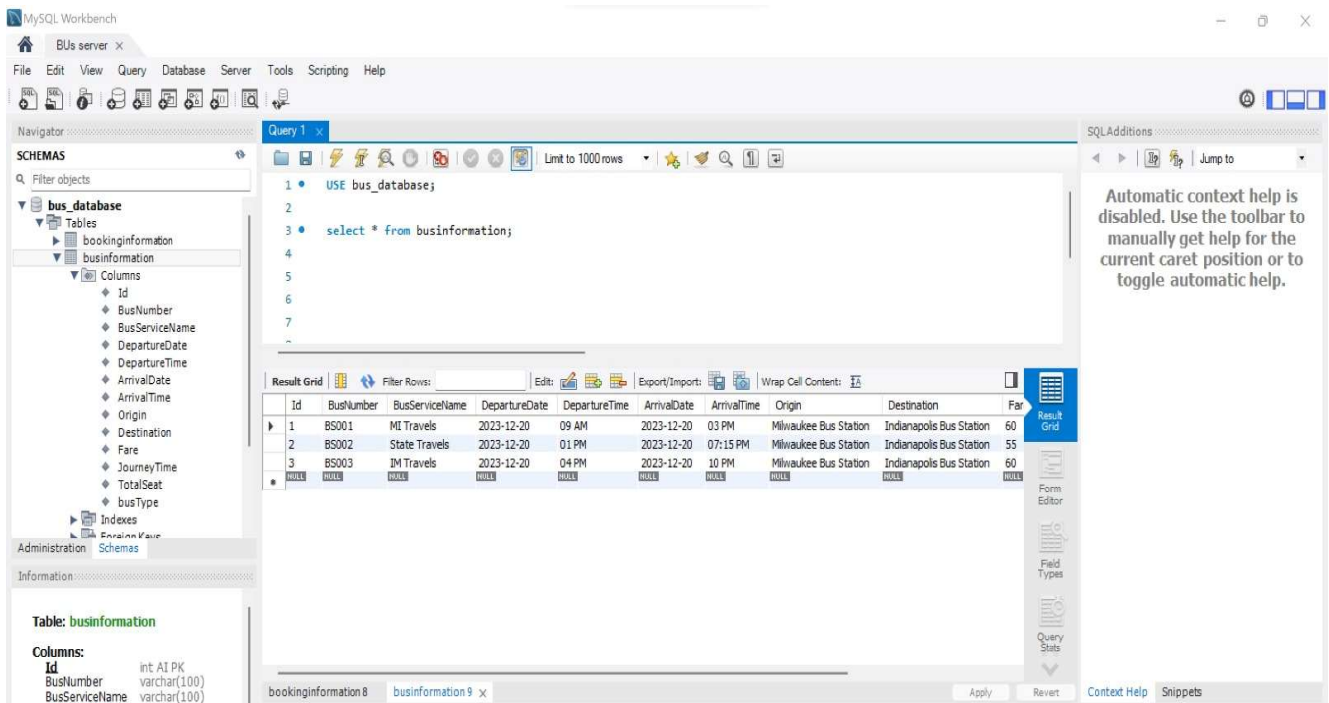 MySQL Workbench
BUs server ×
File Edit View Query Database Server Tools Scripting Help
Navigator
SCHEMAS
Filter objects
bus_database
Tables
bookinginformation
businformation
Columns
Id
BusNumber
BusServiceName
DepartureDate
DepartureTime
ArrivalDate
ArrivalTime
Origin
Destination
Fare
JourneyTime
TotalSeat
busType
Indexes
Foreign Keys
Administration Schemas
Information
Table: businformation
Columns:
Id int AI PK
BusNumber varchar(100)
BusServiceName varchar(100)
Query 1 ×
Limit to 1000 rows
1 USE bus_database;
2
3 select * from businformation;
4
5
6
7
Result Grid Filter Rows: Edit: Export/Import: Wrap Cell Content:
Id BusNumber BusServiceName DepartureDate DepartureTime ArrivalDate ArrivalTime Origin Destination Far
1 BS001 MI Travels 2023-12-20 09 AM 2023-12-20 03 PM Milwaukee Bus Station Indianapolis Bus Station 60
2 BS002 State Travels 2023-12-20 01 PM 2023-12-20 07:15 PM Milwaukee Bus Station Indianapolis Bus Station 55
3 BS003 IM Travels 2023-12-20 04 PM 2023-12-20 10 PM Milwaukee Bus Station Indianapolis Bus Station 60
NULL NULL NULL NULL NULL NULL NULL NULL NULL NULL
Result
Grid
Form
Editor
Field
Types
Query
Stats
bookinginformation 8 businformation 9 × Apply Revert
SQLAdditions
Jump to
Automatic context help is
disabled. Use the toolbar to
manually get help for the
current caret position or to
toggle automatic help.
Context Help Snippets